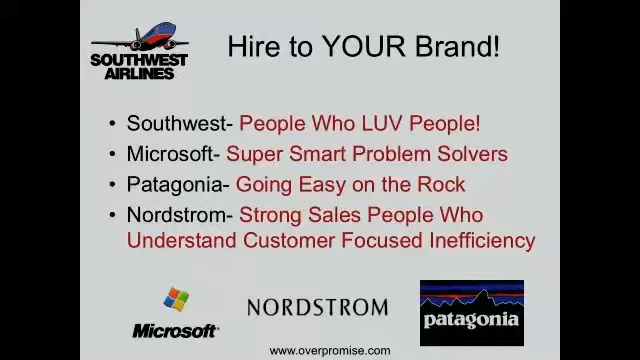 SOUTHWEST
AIRLINES
Hire to YOUR Brand!
• Southwest- People Who LUV People!
• Microsoft- Super Smart Problem Solvers
• Patagonia- Going Easy on the Rock
• Nordstrom- Strong Sales People Who
Understand Customer Focused Inefficiency
Microsoft
NORDSTROM
patagonia
www.overpromise.com